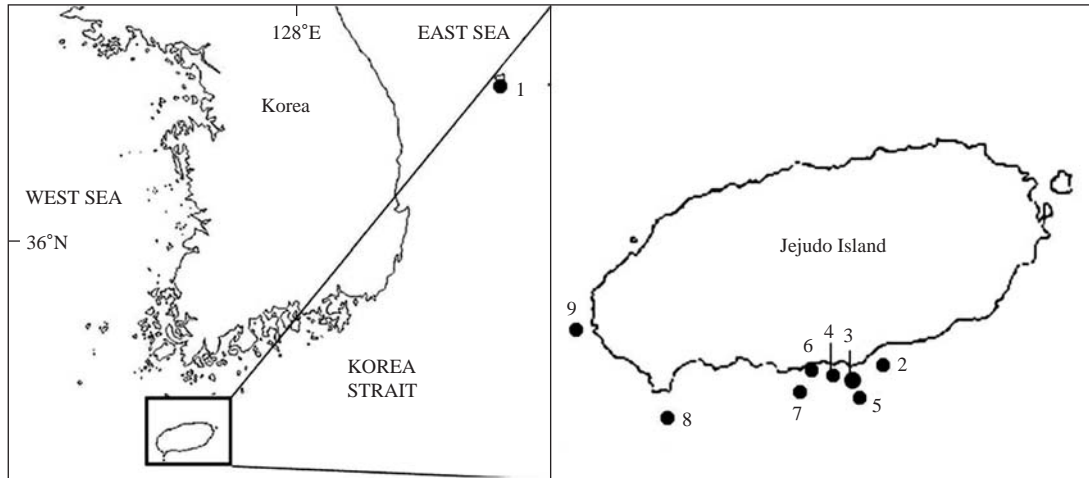 128°E
EAST SEA
1
Korea
WEST SEA
36°N
KOREA
STRAIT
Jejudo Island
9
6
4
3
2
7
5
8